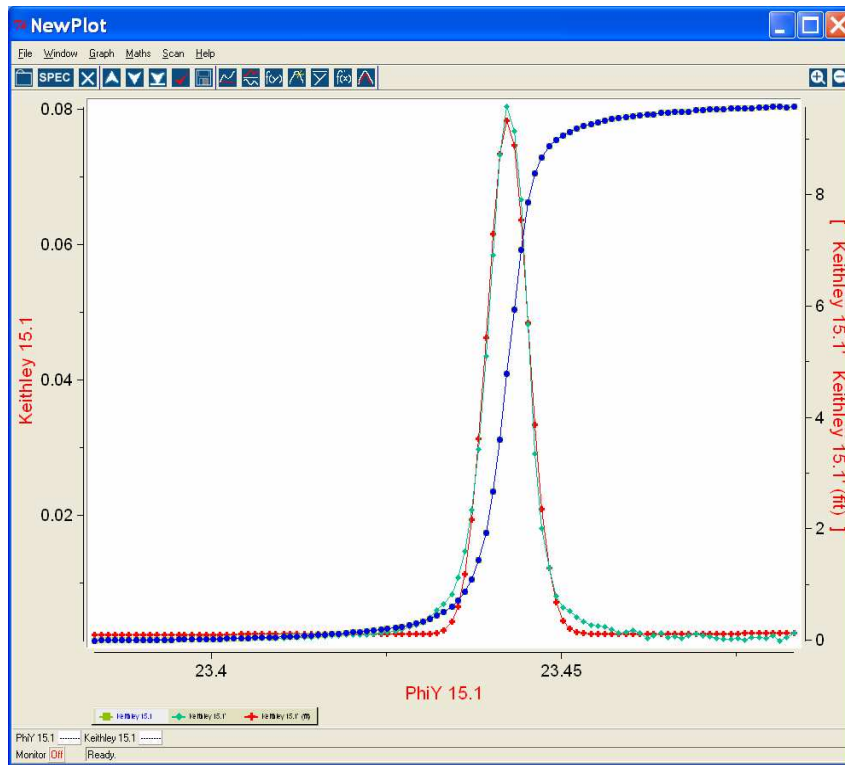 NewPlot
File Window Graph Maths Scan Help
SPEC f(x) f(x)
0.08
0.06
0.04
0.02
Keithley 15.1
8
6
4
2
0
[ Keithley 15.1' Keithley 15.1' (fit) ]
23.4 23.45
PhiY 15.1
Keithley 15.1 Keithley 15.1' Keithley 15.1' (fit)
PhiY 15.1 -------- Keithley 15.1 --------
Monitor Off Ready.